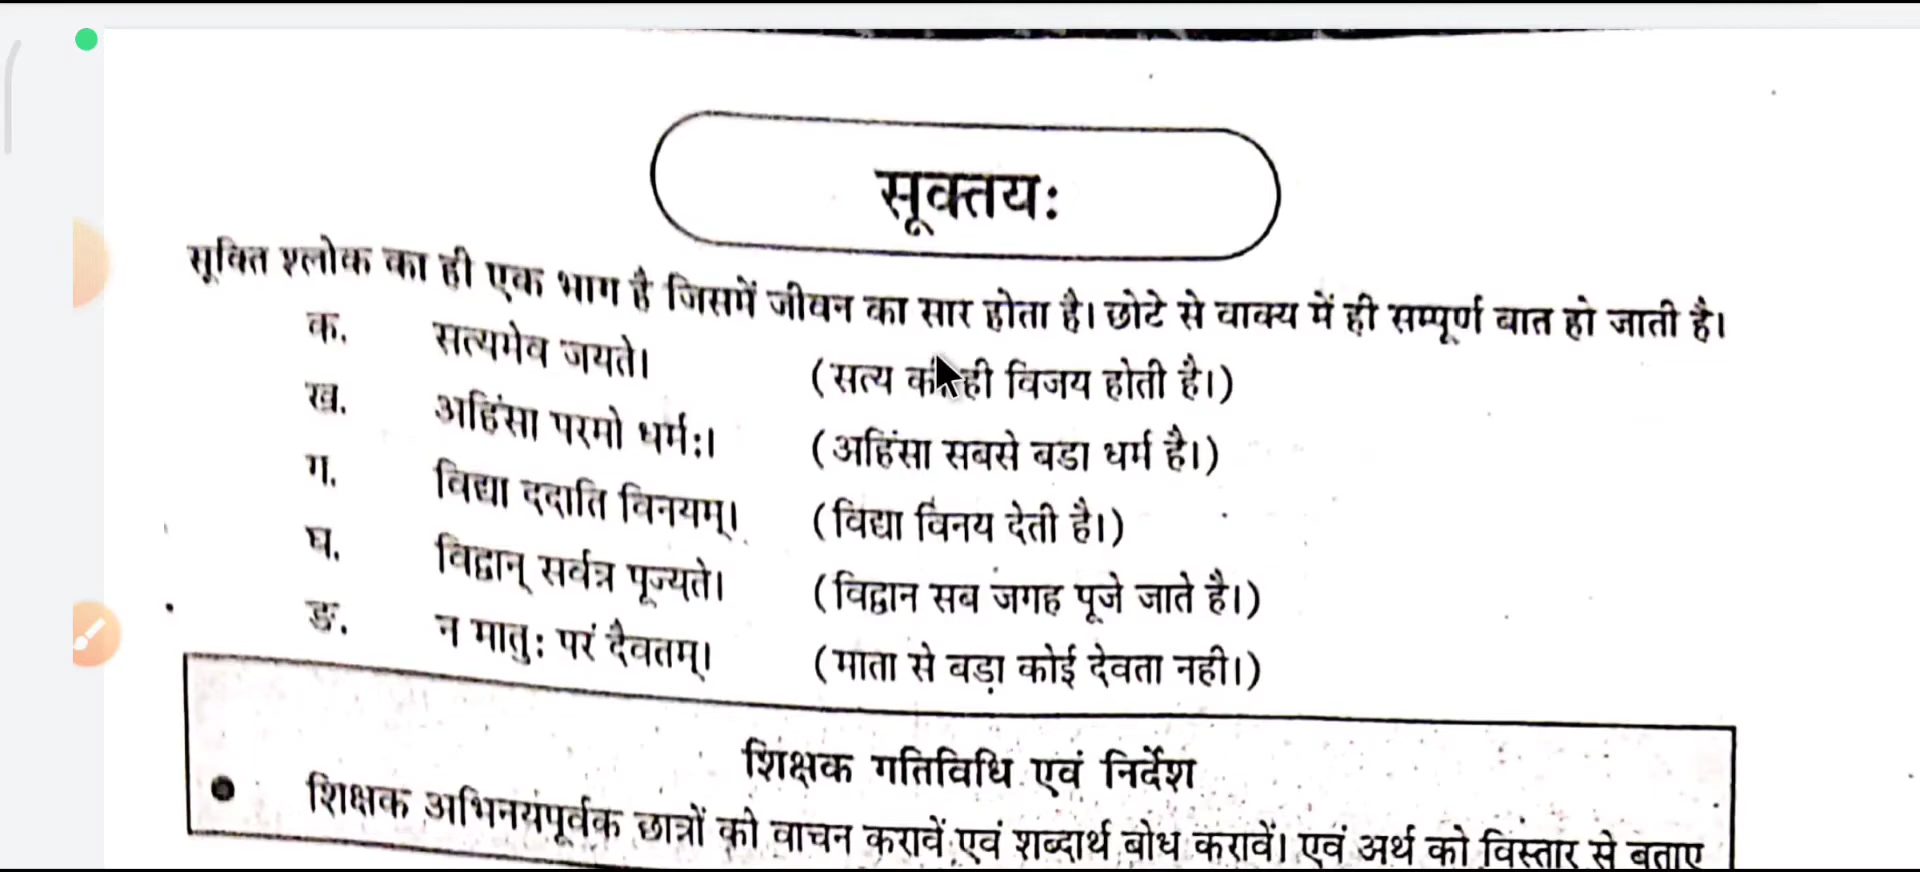 सूक्तयः
सूक्ति श्लोक का ही एक भाग है जिसमें जीवन का सार होता है। छोटे से वाक्य में ही सम्पूर्ण बात हो जाती है।
क. सत्यमेव जयते। (सत्य की ही विजय होती है।)
ख. अहिंसा परमो धर्मः। (अहिंसा सबसे बडा धर्म है।)
ग. विद्या ददाति विनयम्। (विद्या विनय देती है।)
घ. विद्वान् सर्वत्र पूज्यते। (विद्वान सब जगह पूजे जाते है।)
ङ. न मातुः परं दैवतम्। (माता से बड़ा कोई देवता नही।)
शिक्षक गतिविधि एवं निर्देश
शिक्षक अभिनयपूर्वक छात्रों को वाचन करावें एवं शब्दार्थ बोध करावें। एवं अर्थ को विस्तार से बताए